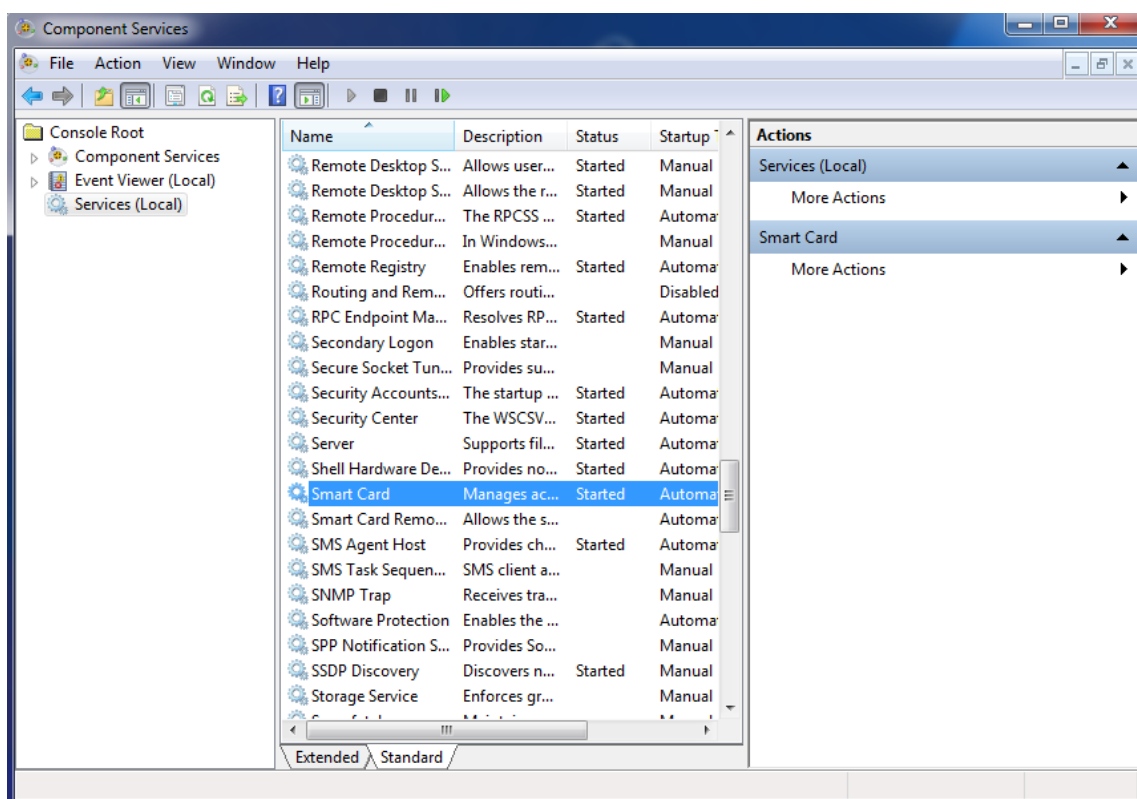 Component Services
File Action View Window Help
Console Root
Component Services
Event Viewer (Local)
Services (Local)
Name Description Status Startup
Remote Desktop S... Allows user... Started Manual
Remote Desktop S... Allows the r... Started Manual
Remote Procedur... The RPCSS ... Started Automa
Remote Procedur... In Windows... Manual
Remote Registry Enables rem... Started Automa
Routing and Rem... Offers routi... Disabled
RPC Endpoint Ma... Resolves RP... Started Automa
Secondary Logon Enables star... Manual
Secure Socket Tun... Provides su... Manual
Security Accounts... The startup ... Started Automa
Security Center The WSCSV... Started Automa
Server Supports fil... Started Automa
Shell Hardware De... Provides no... Started Automa
Smart Card Manages ac... Started Automa
Smart Card Remo... Allows the s... Automa
SMS Agent Host Provides ch... Started Automa
SMS Task Sequen... SMS client a... Manual
SNMP Trap Receives tra... Manual
Software Protection Enables the ... Automa
SPP Notification S... Provides So... Manual
SSDP Discovery Discovers n... Started Manual
Storage Service Enforces gr... Manual
Extended Standard
Actions
Services (Local)
More Actions
Smart Card
More Actions